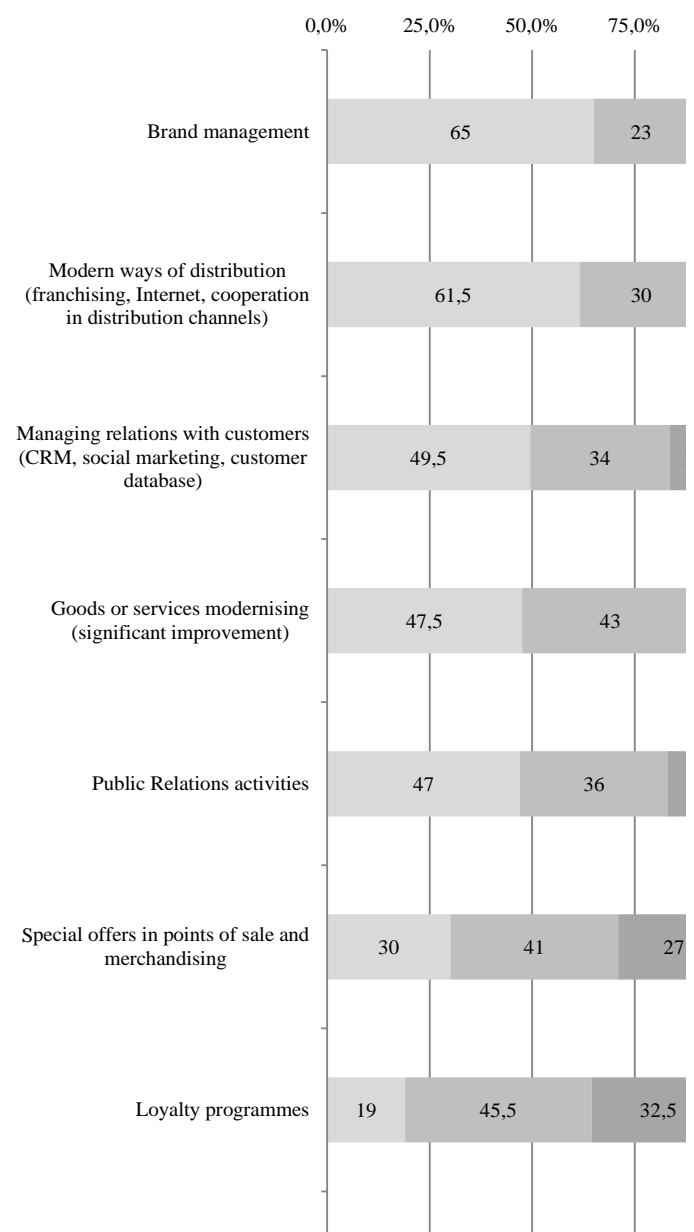 0,0% 25,0% 50,0% 75,0%
Brand management 65 23
Modern ways of distribution
(franchising, Internet, cooperation 61,5 30
in distribution channels)
Managing relations with customers
(CRM, social marketing, customer 49,5 34
database)
Goods or services modernising 47,5 43
(significant improvement)
Public Relations activities 47 36
Special offers in points of sale and 30 41 27
merchandising
Loyalty programmes 19 45,5 32,5